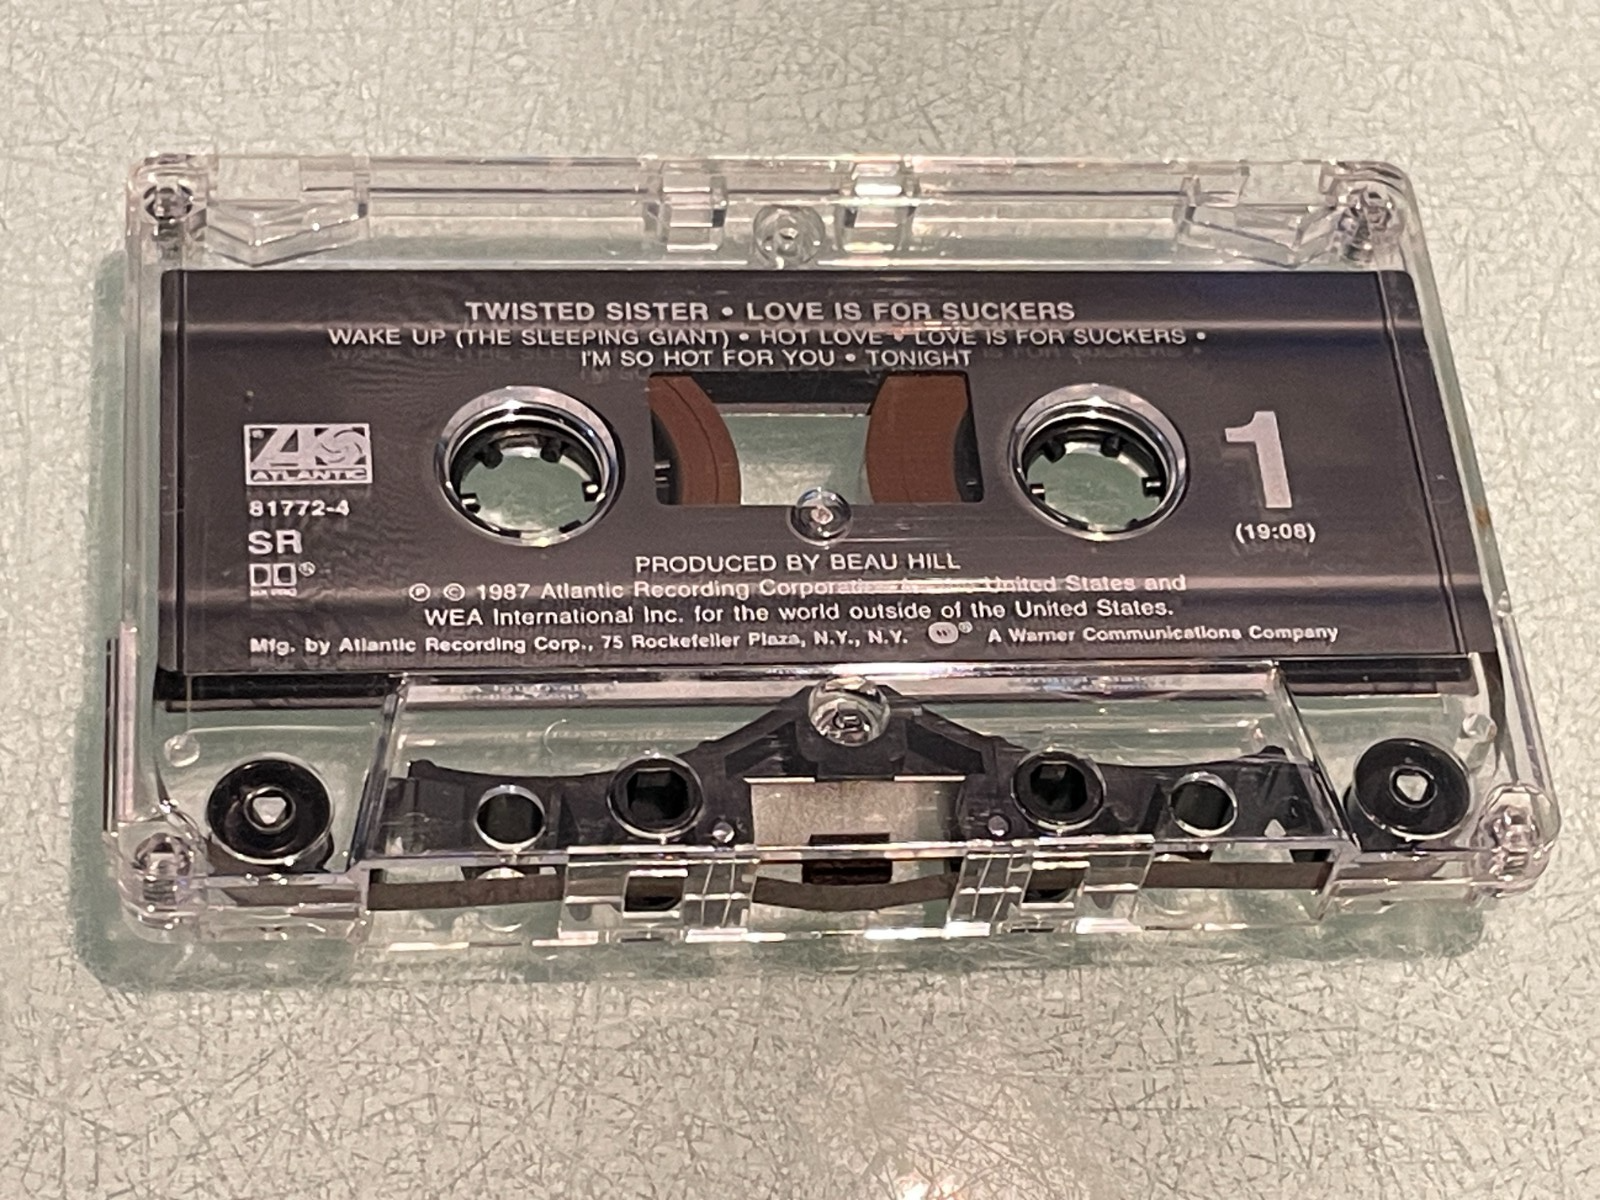 TWISTED SISTER • LOVE IS FOR SUCKERS
WAKE UP (THE SLEEPING GIANT) • HOT LOVE • LOVE IS FOR SUCKERS •
I'M SO HOT FOR YOU • TONIGHT
ATLANTIC
81772-4
SR
1
(19:08)
PRODUCED BY BEAU HILL
℗ © 1987 Atlantic Recording Corporation United States and
WEA International Inc. for the world outside of the United States.
Mfg. by Atlantic Recording Corp., 75 Rockefeller Plaza, N.Y., N.Y. ® A Warner Communications Company